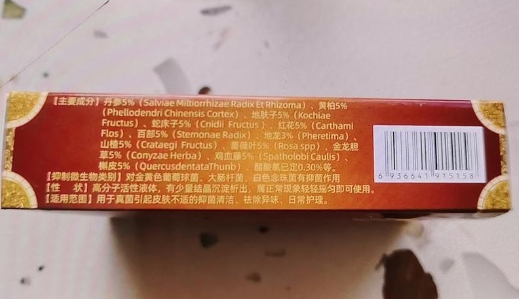 【主要成分】丹参5%（Salviae Miltiorrhizae Radix Et Rhizoma）、黄柏5%
（Phellodendri Chinensis Cortex）、地肤子5%（Kochiae
Fructus）、蛇床子5%（Cnidii Fructus）、红花5%（Carthami
Flos）、百部5%（Stemonae Radix）、地龙3%（Pheretima）、
山楂5%（Crataegi Fructus）、蔷薇叶5%（Rosa spp）、金龙胆
草5%（Conyzae Herba）、鸡血藤5%（Spatholobi Caulis）、
槲皮5%（QuercusdentataThunb）、醋酸氯己定0.30%等。
【抑制微生物类别】对金黄色葡萄球菌、大肠杆菌、白色念珠菌有抑菌作用
【性 状】高分子活性液体，有少量结晶沉淀析出，属正常现象轻轻摇匀即可使用。
【适用范围】用于真菌引起皮肤不适的抑菌清洁、祛除异味、日常护理。
6 936641 915158